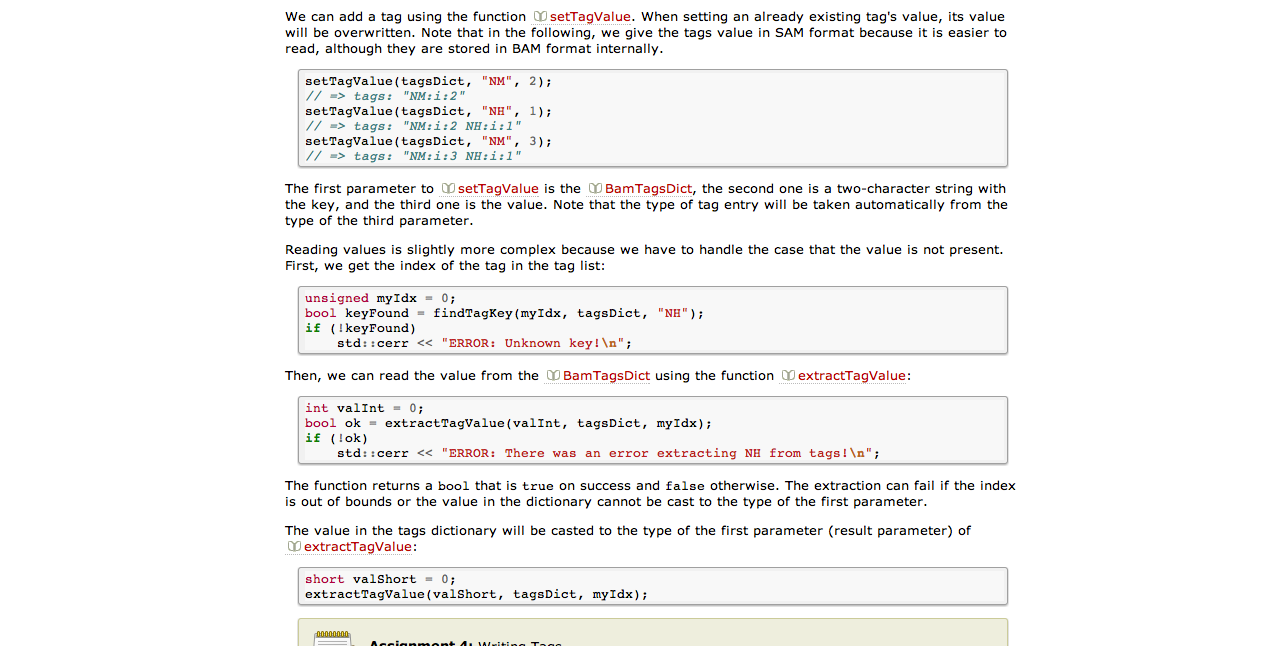 We can add a tag using the function setTagValue. When setting an already existing tag's value, its value
will be overwritten. Note that in the following, we give the tags value in SAM format because it is easier to
read, although they are stored in BAM format internally.
setTagValue(tagsDict, "NM", 2);
// => tags: "NM:i:2"
setTagValue(tagsDict, "NH", 1);
// => tags: "NM:i:2 NH:i:1"
setTagValue(tagsDict, "NM", 3);
// => tags: "NM:i:3 NH:i:1"
The first parameter to setTagValue is the BamTagsDict, the second one is a two-character string with
the key, and the third one is the value. Note that the type of tag entry will be taken automatically from the
type of the third parameter.
Reading values is slightly more complex because we have to handle the case that the value is not present.
First, we get the index of the tag in the tag list:
unsigned myIdx = 0;
bool keyFound = findTagKey(myIdx, tagsDict, "NH");
if (!keyFound)
    std::cerr << "ERROR: Unknown key!\n";
Then, we can read the value from the BamTagsDict using the function extractTagValue:
int valInt = 0;
bool ok = extractTagValue(valInt, tagsDict, myIdx);
if (!ok)
    std::cerr << "ERROR: There was an error extracting NH from tags!\n";
The function returns a bool that is true on success and false otherwise. The extraction can fail if the index
is out of bounds or the value in the dictionary cannot be cast to the type of the first parameter.
The value in the tags dictionary will be casted to the type of the first parameter (result parameter) of
extractTagValue:
short valShort = 0;
extractTagValue(valShort, tagsDict, myIdx);
Assignment 4: Writing Tags